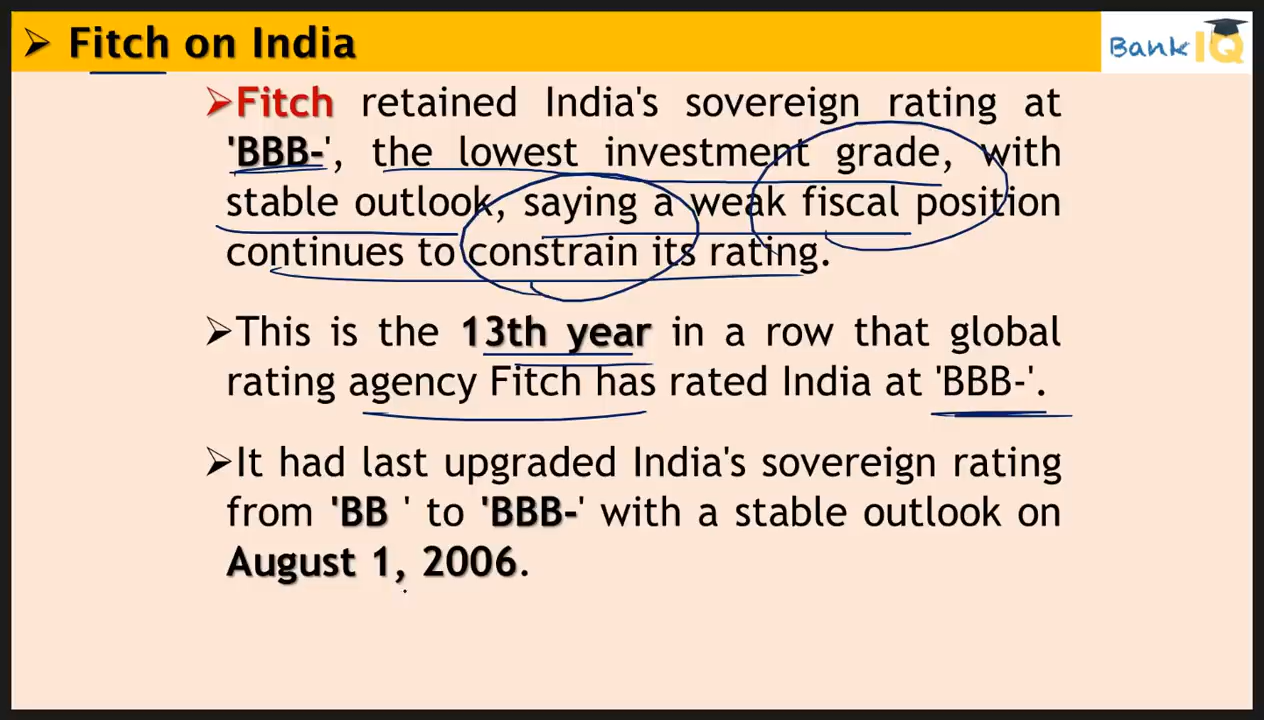 ➢ Fitch on India
Bank IQ
➢Fitch retained India's sovereign rating at
'BBB-', the lowest investment grade, with
stable outlook, saying a weak fiscal position
continues to constrain its rating.
➢This is the 13th year in a row that global
rating agency Fitch has rated India at 'BBB-'.
➢It had last upgraded India's sovereign rating
from 'BB ' to 'BBB-' with a stable outlook on
August 1, 2006.